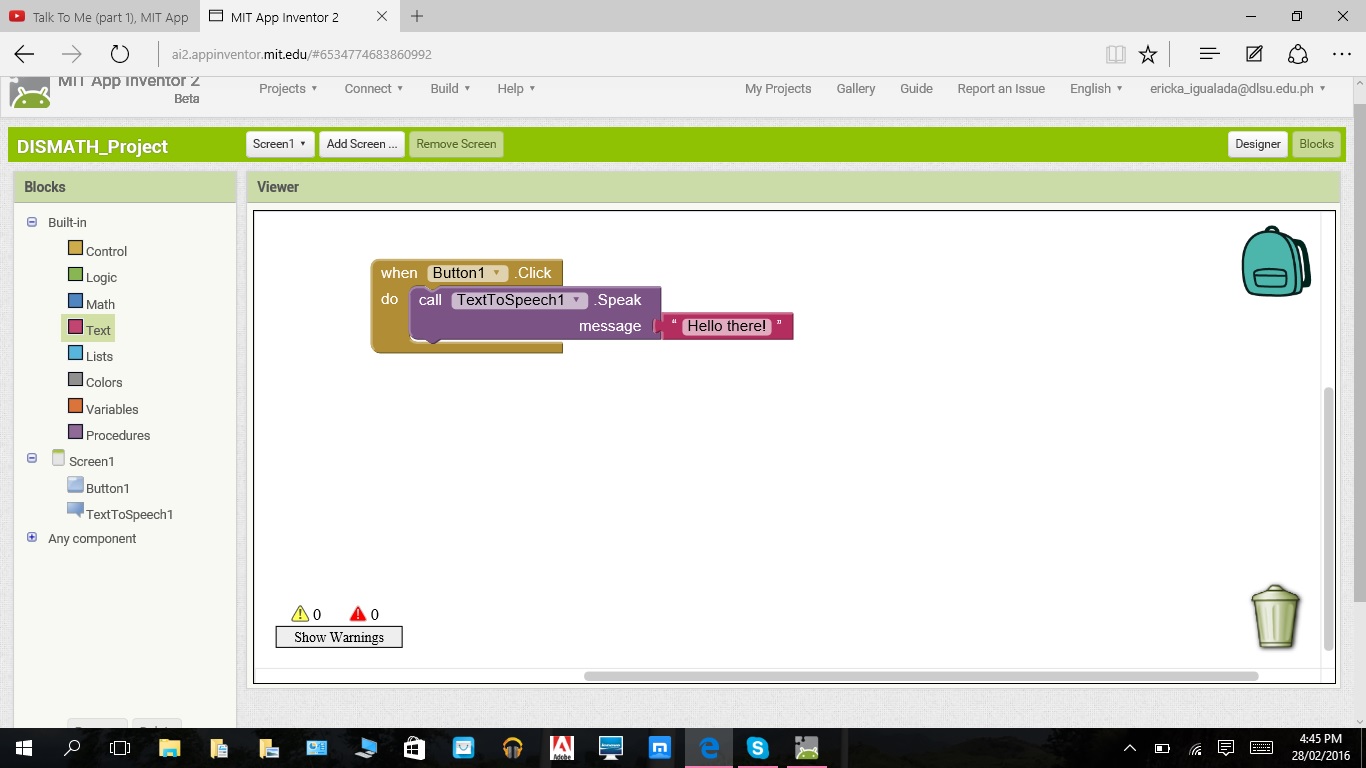 Talk To Me (part 1), MIT App
MIT App Inventor 2
ai2.appinventor.mit.edu/#6534774683860992
MIT App Inventor 2
Beta
Projects
Connect
Build
Help
My Projects
Gallery
Guide
Report an Issue
English
ericka_igualada@dlsu.edu.ph
DISMATH_Project
Screen1
Add Screen ...
Remove Screen
Designer
Blocks
Blocks
Viewer
Built-in
Control
Logic
Math
Text
Lists
Colors
Variables
Procedures
Screen1
Button1
TextToSpeech1
Any component
when Button1 .Click
do call TextToSpeech1 .Speak
message " Hello there! "
0 0
Show Warnings
Adobe
4:45 PM
28/02/2016